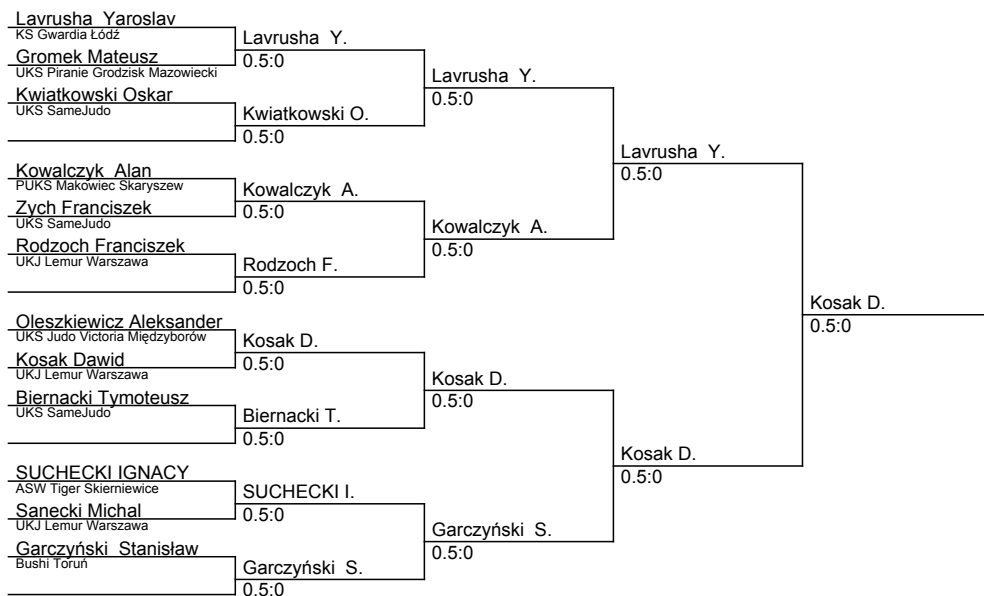 Lavrusha Yaroslav
KS Gwardia Łódź
Gromek Mateusz
UKS Piranie Grodzisk Mazowiecki
Kwiatkowski Oskar
UKS SameJudo
Kowalczyk Alan
PUKS Makowiec Skaryszew
Zych Franciszek
UKS SameJudo
Rodzoch Franciszek
UKJ Lemur Warszawa
Oleszkiewicz Aleksander
UKS Judo Victoria Międzyborów
Kosak Dawid
UKJ Lemur Warszawa
Biernacki Tymoteusz
UKS SameJudo
SUCHECKI IGNACY
ASW Tiger Skierniewice
Sanecki Michal
UKJ Lemur Warszawa
Garczyński Stanisław
Bushi Toruń
Lavrusha Y.
0.5:0
Kwiatkowski O.
0.5:0
Kowalczyk A.
0.5:0
Rodzoch F.
0.5:0
Kosak D.
0.5:0
Biernacki T.
0.5:0
SUCHECKI I.
0.5:0
Garczyński S.
0.5:0
Lavrusha Y.
0.5:0
Kowalczyk A.
0.5:0
Kosak D.
0.5:0
Garczyński S.
0.5:0
Lavrusha Y.
0.5:0
Kosak D.
0.5:0
Kosak D.
0.5:0